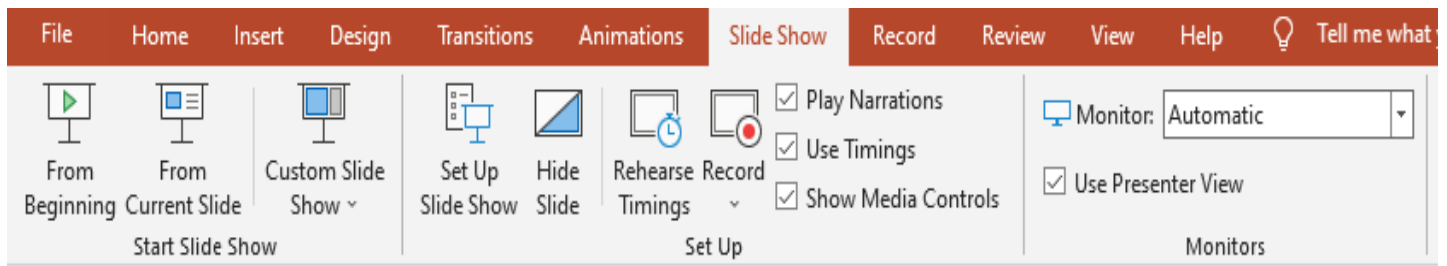 File Home Insert Design Transitions Animations Slide Show Record Review View Help Tell me what
From Beginning
From Current Slide
Custom Slide Show
Set Up Slide Show
Hide Slide
Rehearse Timings
Record
Play Narrations
Use Timings
Show Media Controls
Monitor: Automatic
Use Presenter View
Start Slide Show
Set Up
Monitors